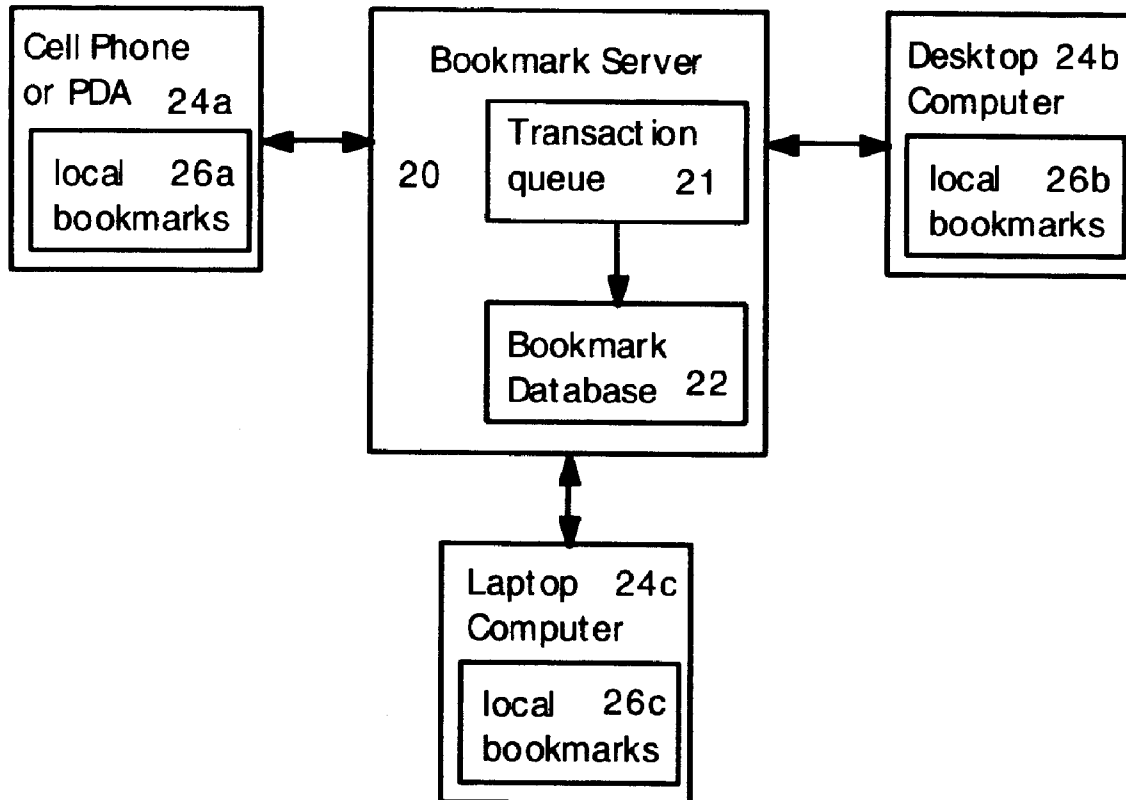 Cell Phone
or PDA 24a
local 26a
bookmarks
Bookmark Server
20
Transaction
queue 21
Bookmark
Database 22
Desktop 24b
Computer
local 26b
bookmarks
Laptop 24c
Computer
local 26c
bookmarks